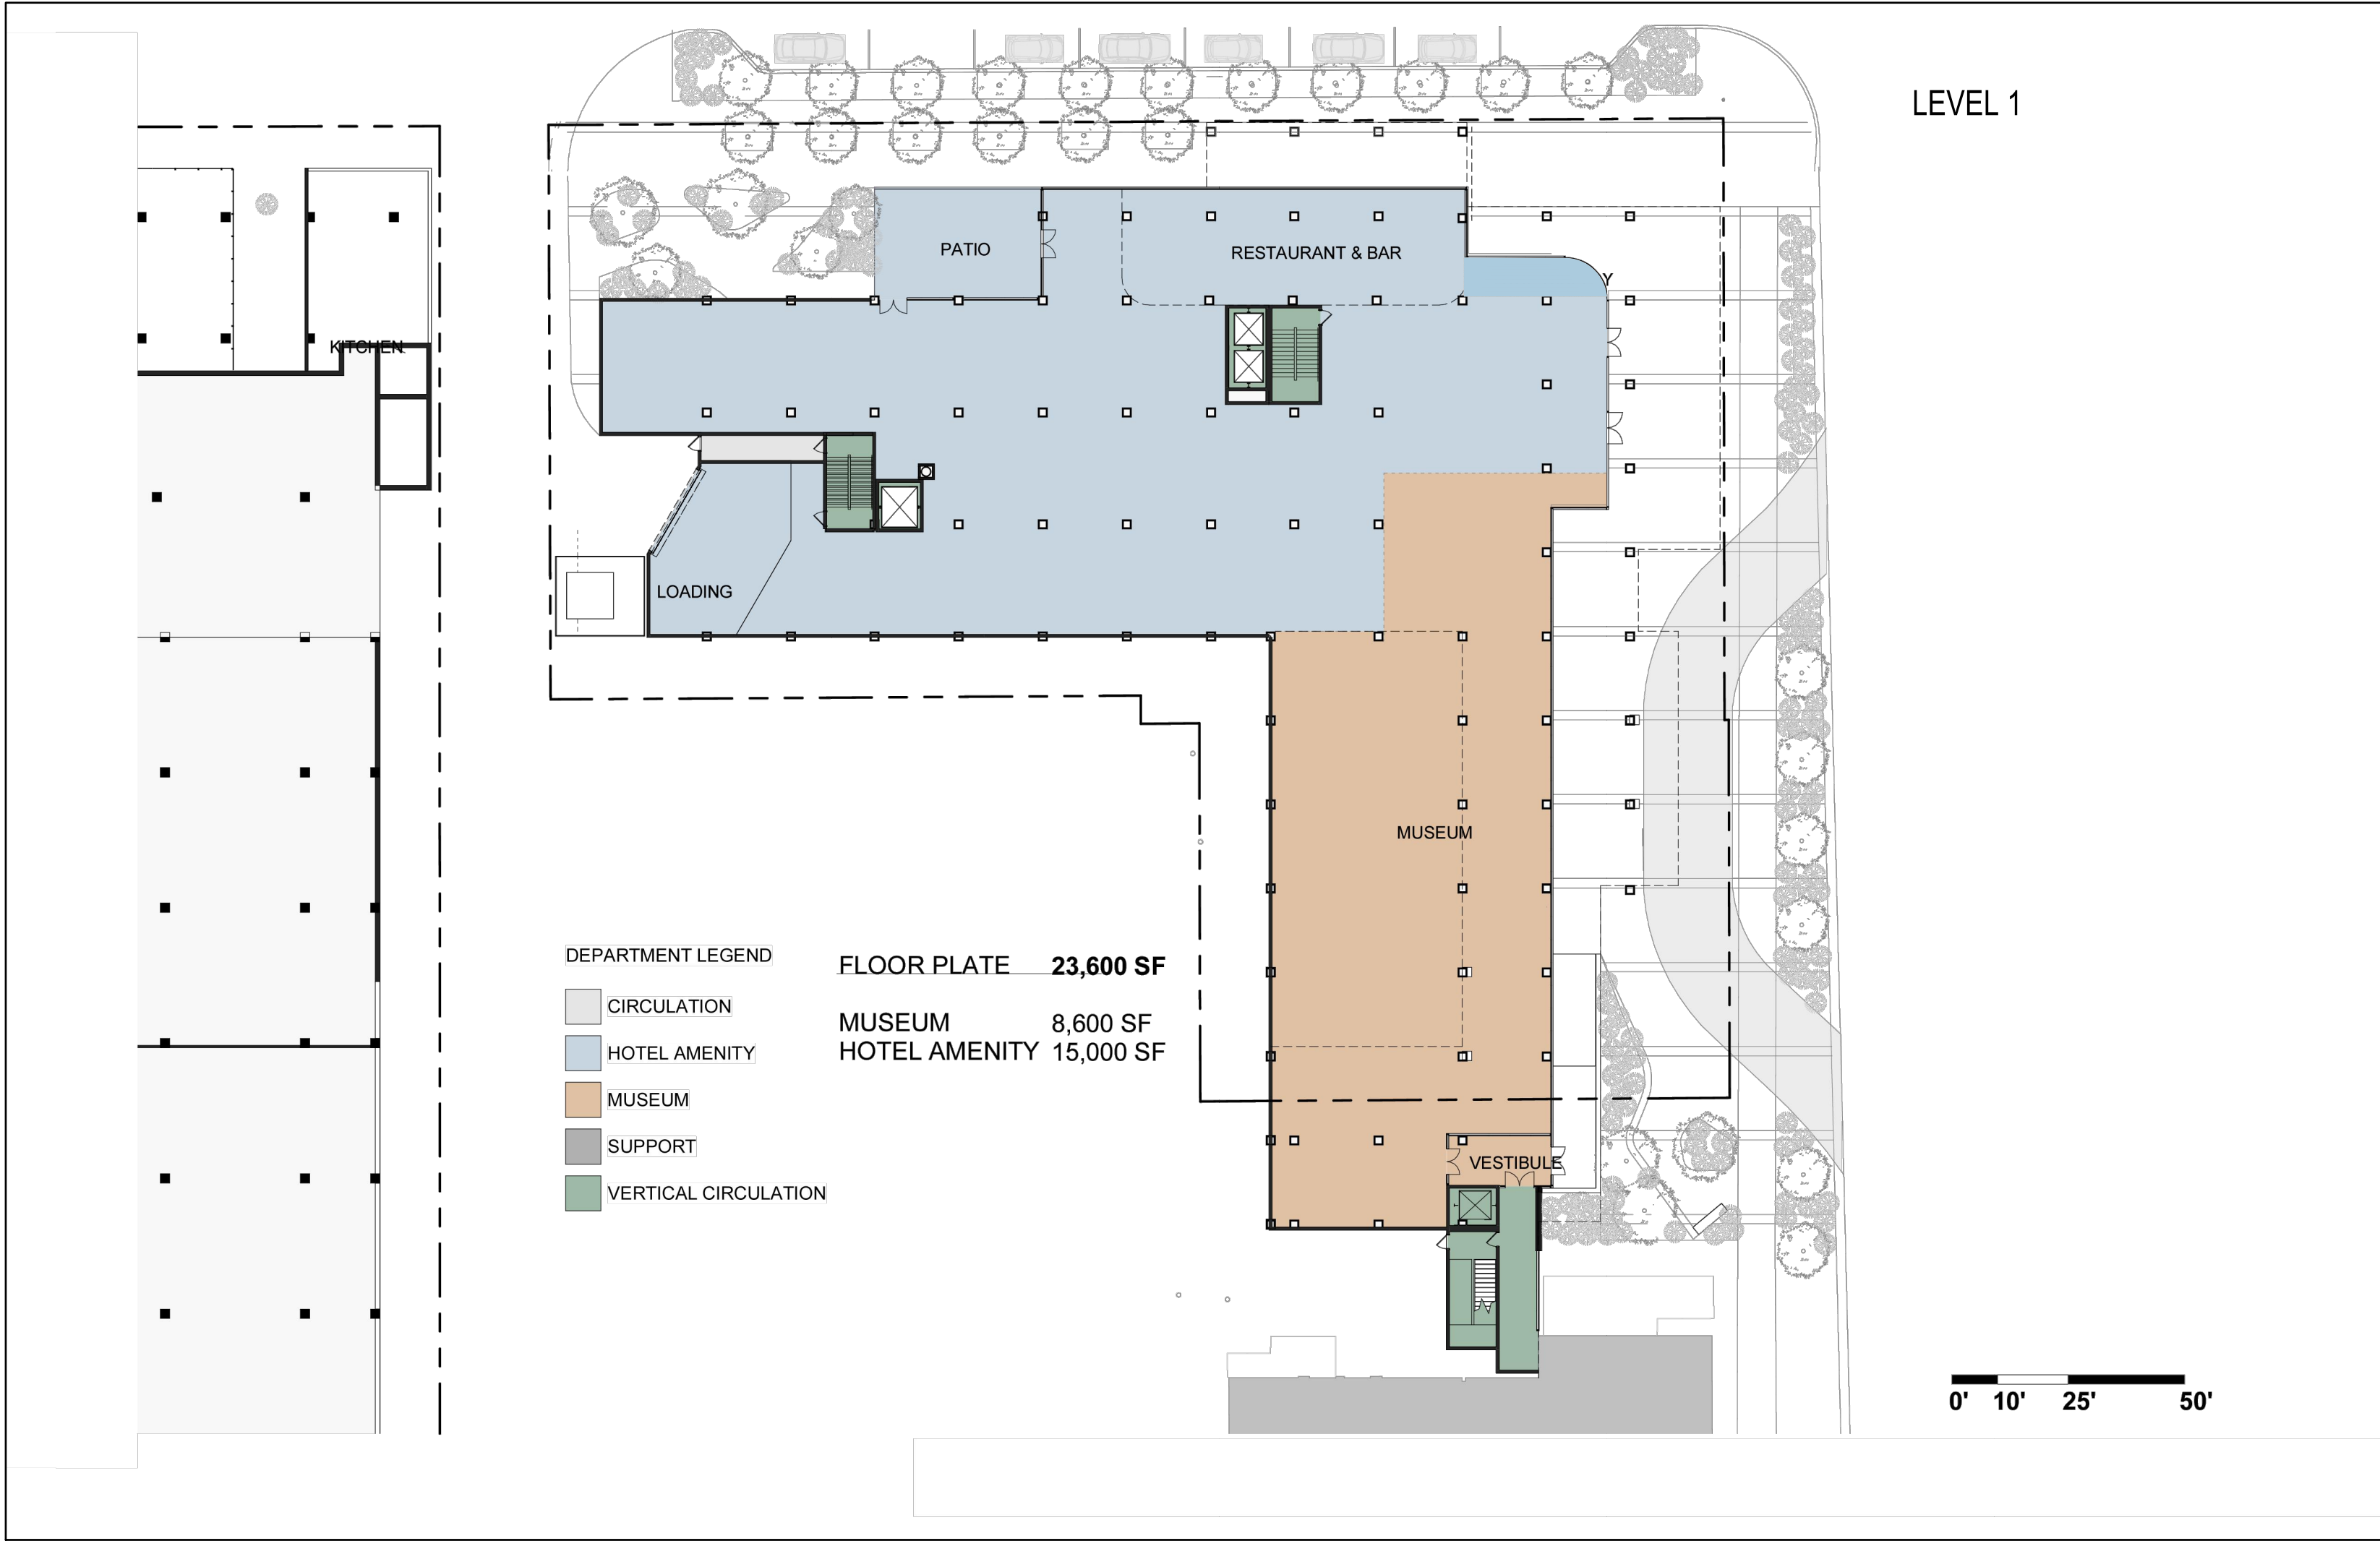 LEVEL 1
PATIO
RESTAURANT & BAR
Y
KITCHEN
LOADING
MUSEUM
VESTIBULE
DEPARTMENT LEGEND
CIRCULATION
HOTEL AMENITY
MUSEUM
SUPPORT
VERTICAL CIRCULATION
FLOOR PLATE 23,600 SF
MUSEUM 8,600 SF
HOTEL AMENITY 15,000 SF
0' 10' 25' 50'